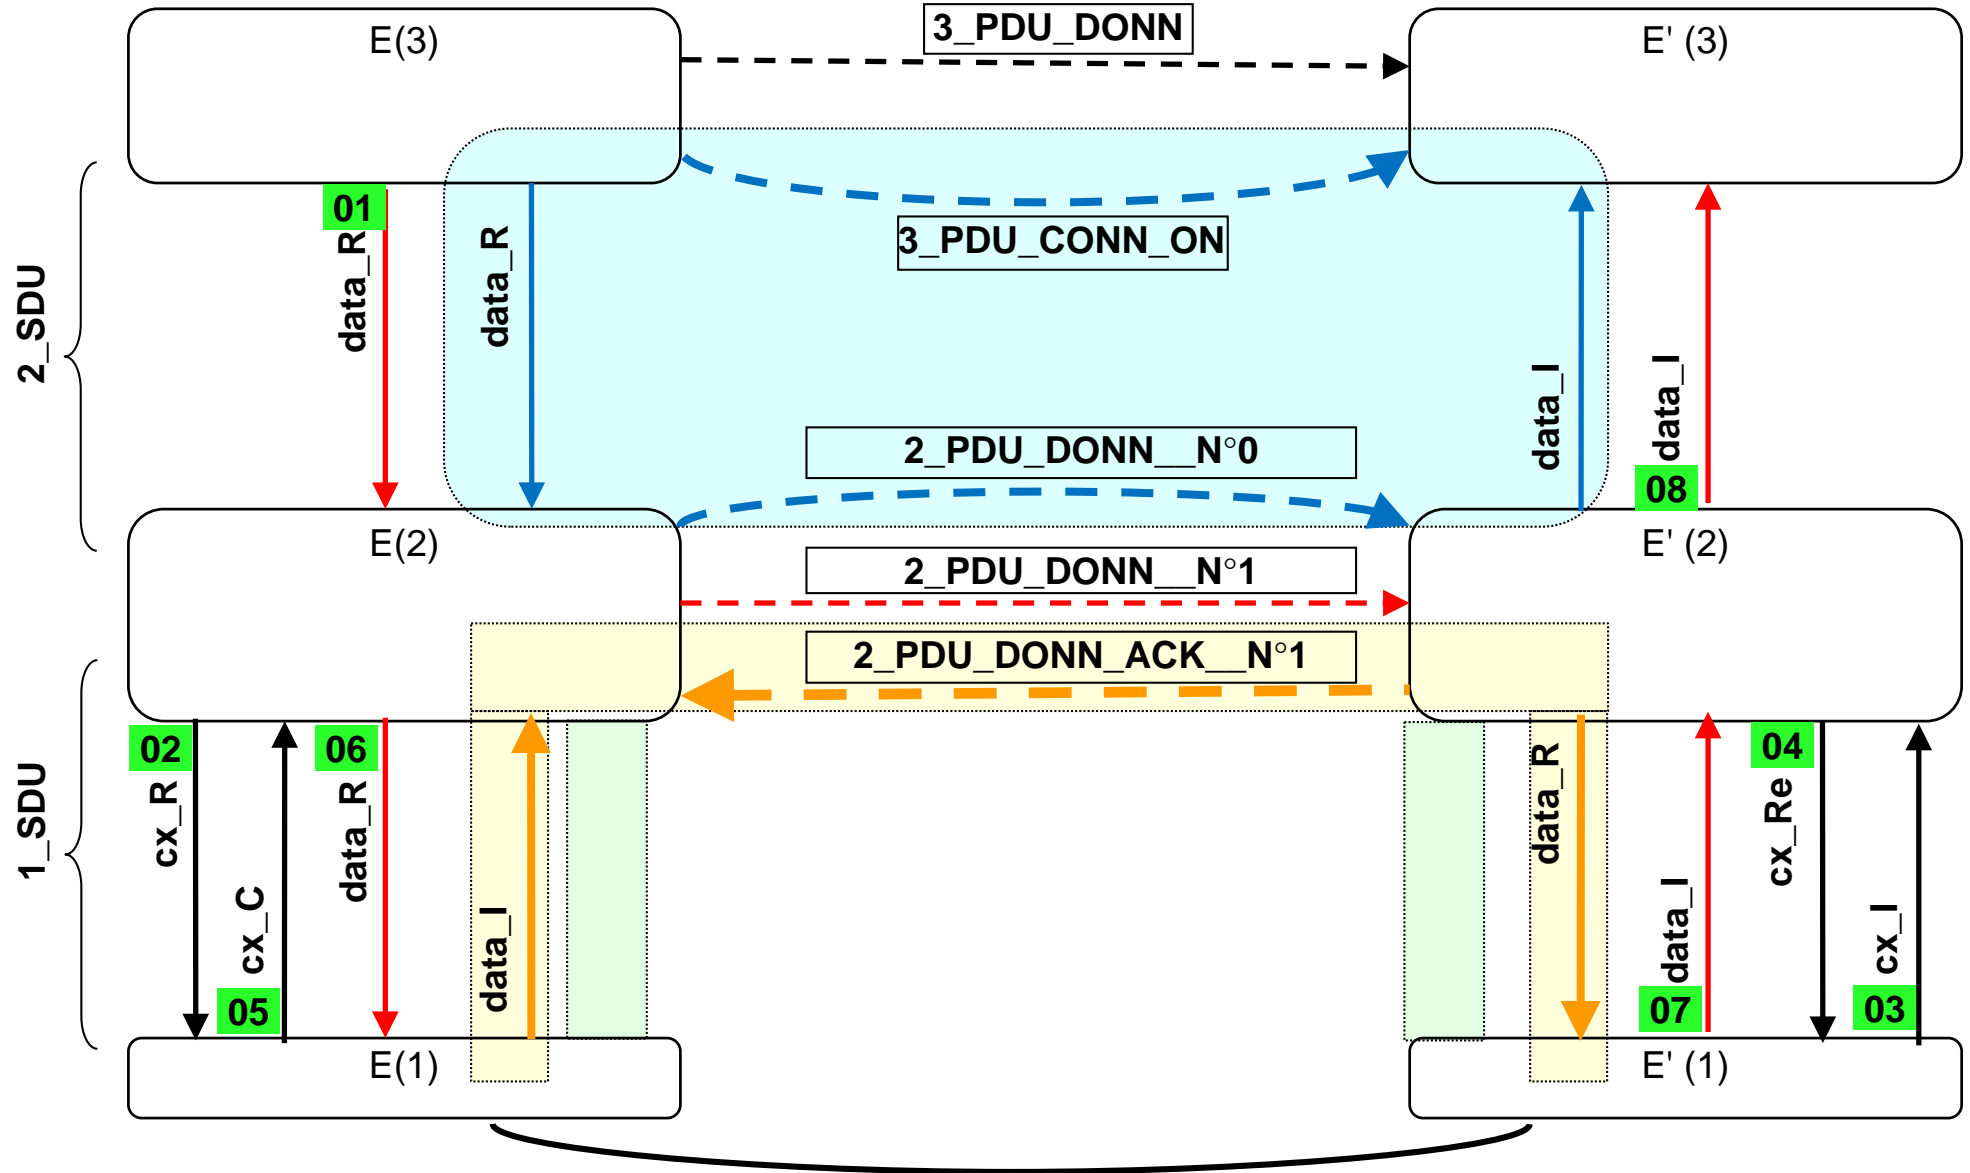 E(3)
3_PDU_DONN
E' (3)
01
data_R
data_R
3_PDU_CONN_ON
2_SDU
data_I
data_I
08
2_PDU_DONN__N°0
E(2)
E' (2)
2_PDU_DONN__N°1
2_PDU_DONN_ACK__N°1
1_SDU
02
cx_R
05
cx_C
06
data_R
data_I
data_R
07
data_I
04
cx_Re
03
cx_I
E(1)
E' (1)